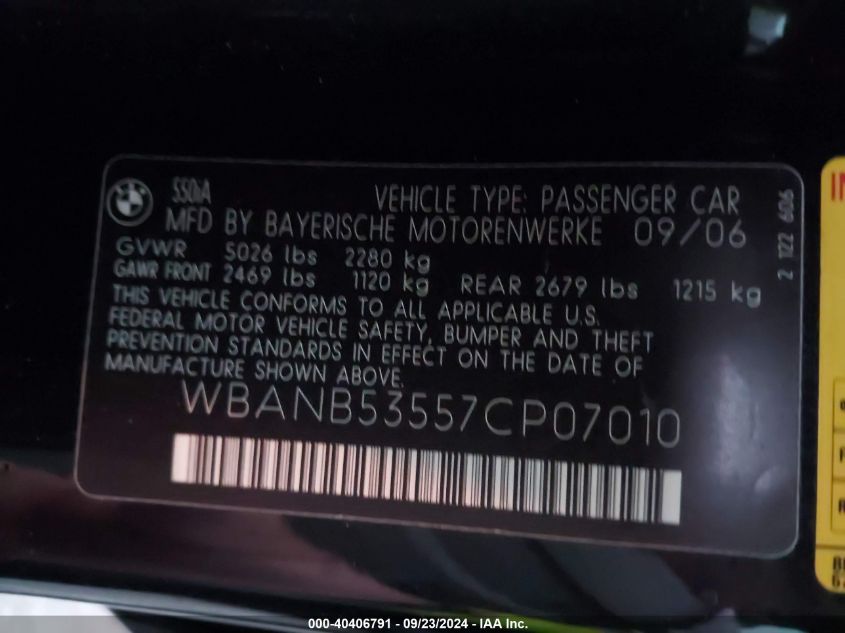 550iA
VEHICLE TYPE: PASSENGER CAR
MFD BY BAYERISCHE MOTORENWERKE 09/06
GVWR 5026 lbs 2280 kg
GAWR FRONT 2469 lbs 1120 kg REAR 2679 lbs 1215 kg
THIS VEHICLE CONFORMS TO ALL APPLICABLE U.S.
FEDERAL MOTOR VEHICLE SAFETY, BUMPER AND THEFT
PREVENTION STANDARDS IN EFFECT ON THE DATE OF
MANUFACTURE SHOWN ABOVE.
WBANB53557CP07010
2 122 606
BMW
000-40406791 - 09/23/2024 - IAA Inc.